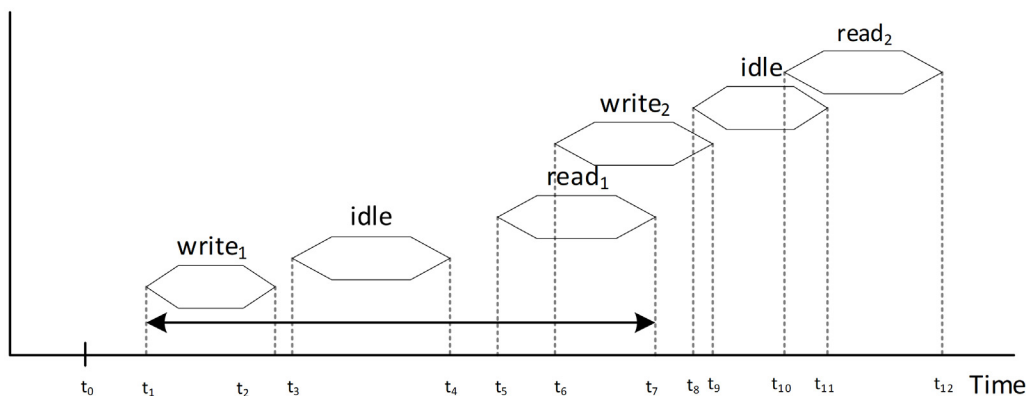 read₂
idle
write₂
read₁
idle
write₁
t₀ t₁ t₂ t₃ t₄ t₅ t₆ t₇ t₈ t₉ t₁₀ t₁₁ t₁₂ Time